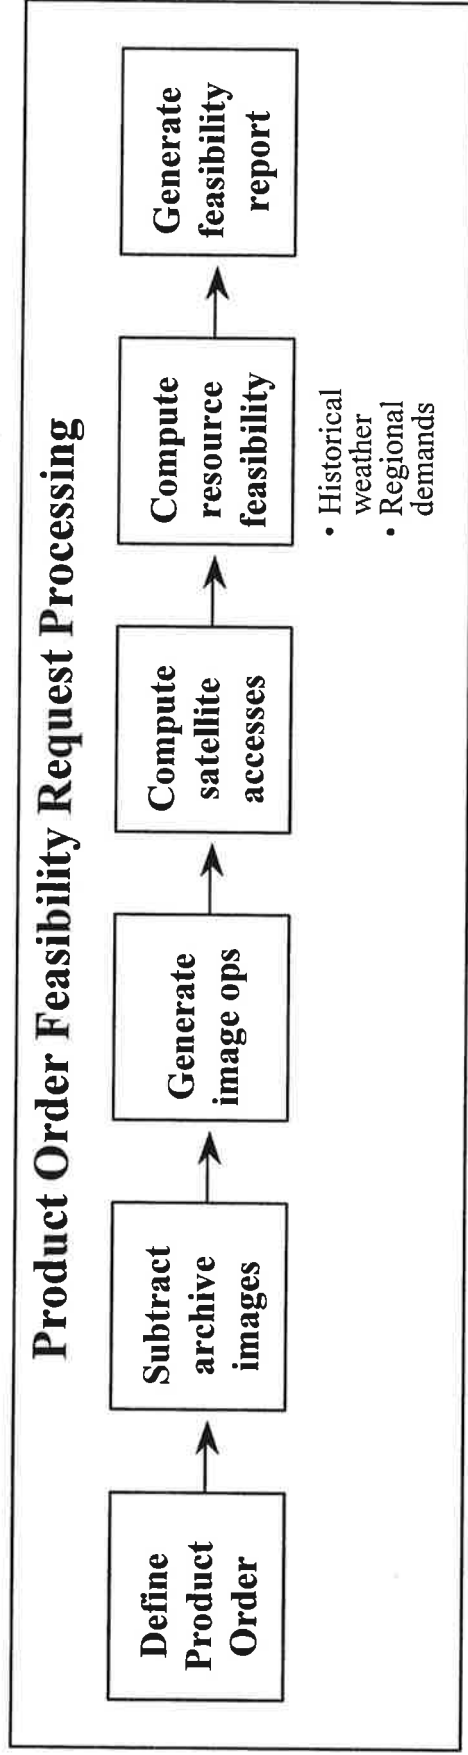 Product Order Feasibility Request Processing
Define
Product
Order
Subtract
archive
images
Generate
image ops
Compute
satellite
accesses
Compute
resource
feasibility
Generate
feasibility
report
• Historical
weather
• Regional
demands